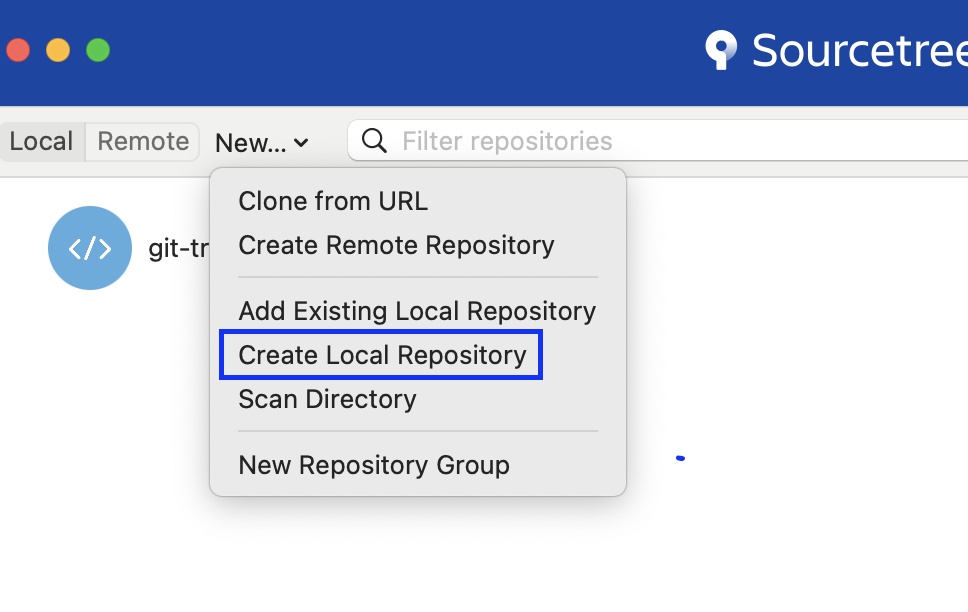 Sourcetree
Local Remote New... Filter repositories
Clone from URL
git-tr
Create Remote Repository
Add Existing Local Repository
Create Local Repository
Scan Directory
New Repository Group